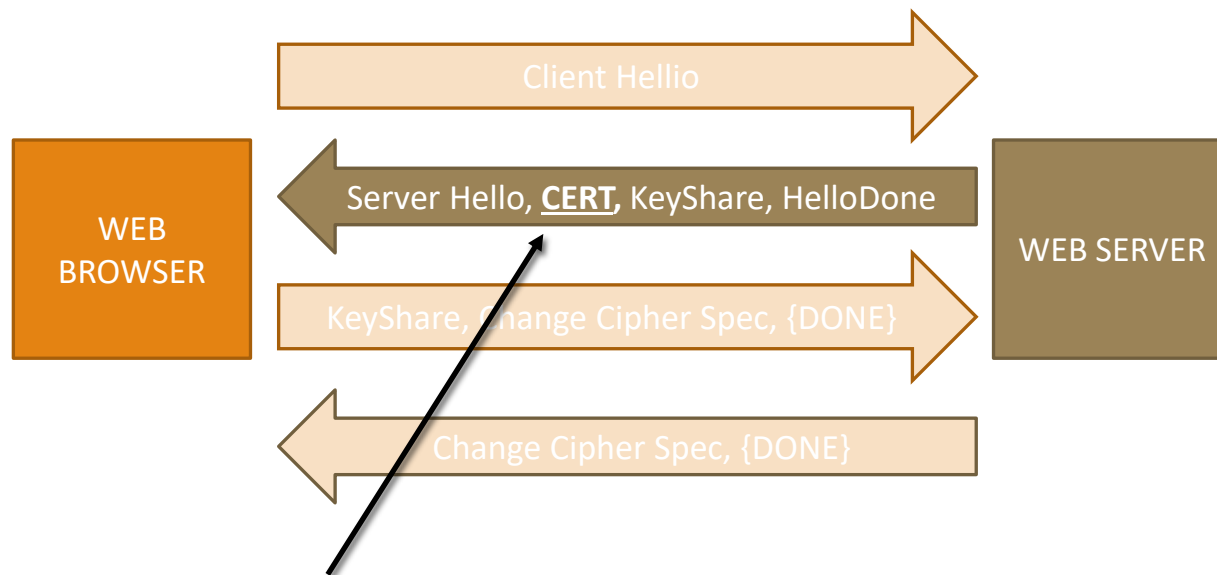 Client Hellio
Server Hello, CERT, KeyShare, HelloDone
WEB
BROWSER
WEB SERVER
KeyShare, Change Cipher Spec, {DONE}
Change Cipher Spec, {DONE}